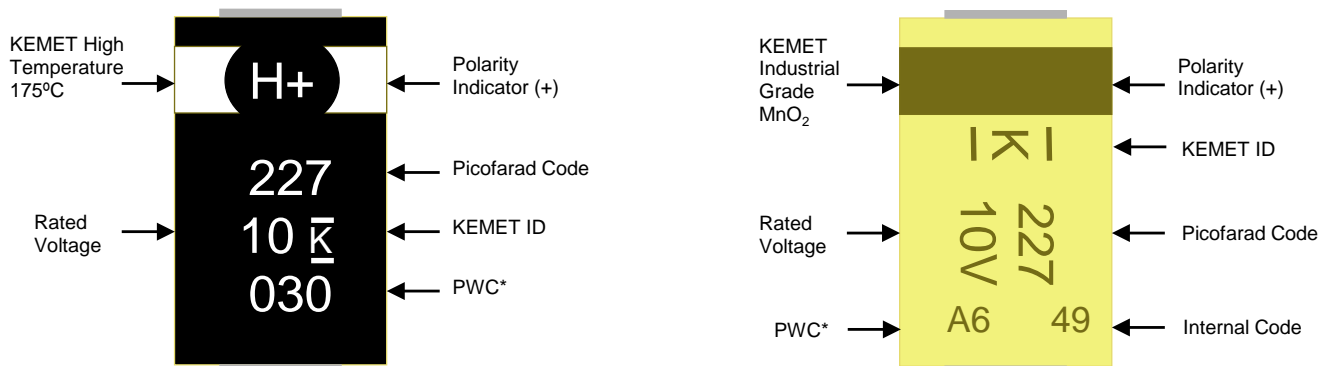 KEMET High
Temperature
175ºC
H+
Polarity
Indicator (+)
227
Picofarad Code
Rated
Voltage
10 K
KEMET ID
030
PWC*
KEMET
Industrial
Grade
MnO₂
Polarity
Indicator (+)
K
KEMET ID
Rated
Voltage
227
10V
Picofarad Code
PWC*
A6 49
Internal Code